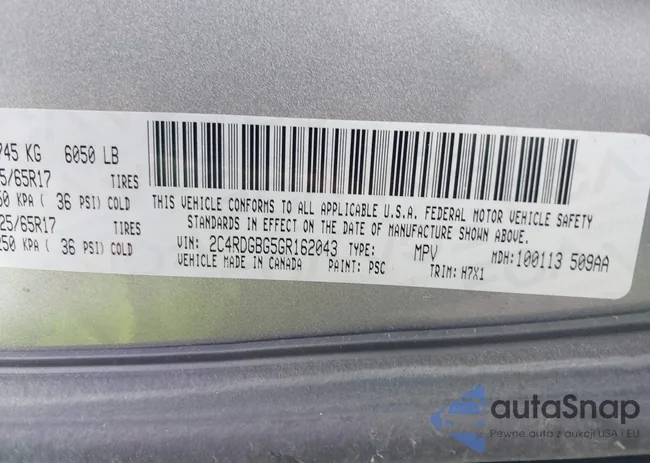 745 KG 6050 LB
5/65R17 TIRES
50 KPA ( 36 PSI) COLD
25/65R17 TIRES
250 KPA ( 36 PSI) COLD
THIS VEHICLE CONFORMS TO ALL APPLICABLE U.S.A. FEDERAL MOTOR VEHICLE SAFETY
STANDARDS IN EFFECT ON THE DATE OF MANUFACTURE SHOWN ABOVE.
VIN: 2C4RDGBG5GR162043 TYPE: MPV MDH: 100113 509AA
VEHICLE MADE IN CANADA PAINT: PSC TRIM: H7X1
autaSnap
Pewne auta z aukcji USA i EU